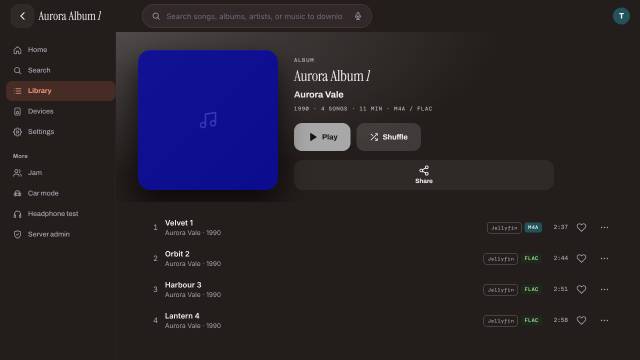 Aurora Album 1
Search songs, albums, artists, or music to downlo
T
Home
Search
Library
Devices
Settings
More
Jam
Car mode
Headphone test
Server admin
ALBUM
Aurora Album 1
Aurora Vale
1990 · 4 SONGS · 11 MIN · M4A / FLAC
Play
Shuffle
Share
1 Velvet 1 Jellyfin M4A 2:37
Aurora Vale · 1990
2 Orbit 2 Jellyfin FLAC 2:44
Aurora Vale · 1990
3 Harbour 3 Jellyfin FLAC 2:51
Aurora Vale · 1990
4 Lantern 4 Jellyfin FLAC 2:58
Aurora Vale · 1990